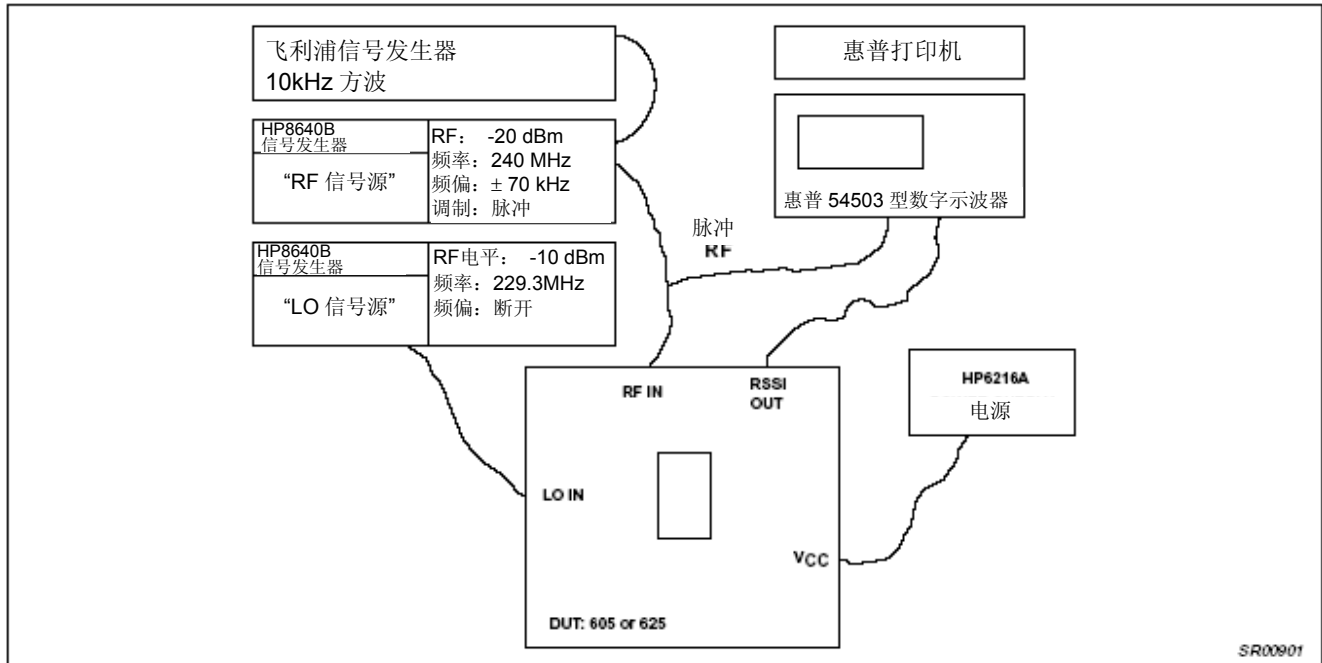 飞利浦信号发生器
10kHz 方波
惠普打印机
HP8640B
信号发生器
“RF 信号源”
RF： -20 dBm
频率：240 MHz
频偏：± 70 kHz
调制：脉冲
惠普 54503 型数字示波器
脉冲
RF
HP8640B
信号发生器
“LO 信号源”
RF电平： -10 dBm
频率：229.3MHz
频偏：断开
RF IN
RSSI
OUT
HP6216A
电源
LO IN
VCC
DUT: 605 or 625
SR00901